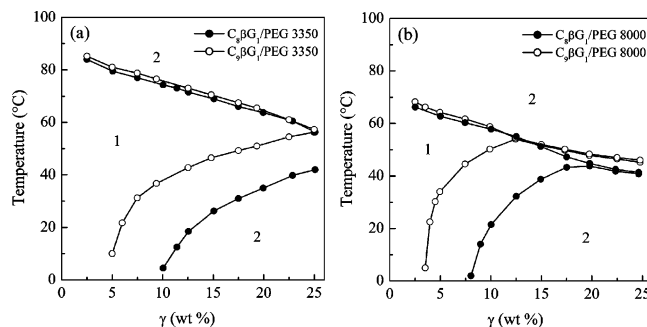 (a)
C₈βG₁/PEG 3350
C₉βG₁/PEG 3350
2
1
2
Temperature (°C)
100
80
60
40
20
0
0 5 10 15 20 25
γ (wt %)
(b)
C₈βG₁/PEG 8000
C₉βG₁/PEG 8000
2
1
2
Temperature (°C)
100
80
60
40
20
0
0 5 10 15 20 25
γ (wt %)